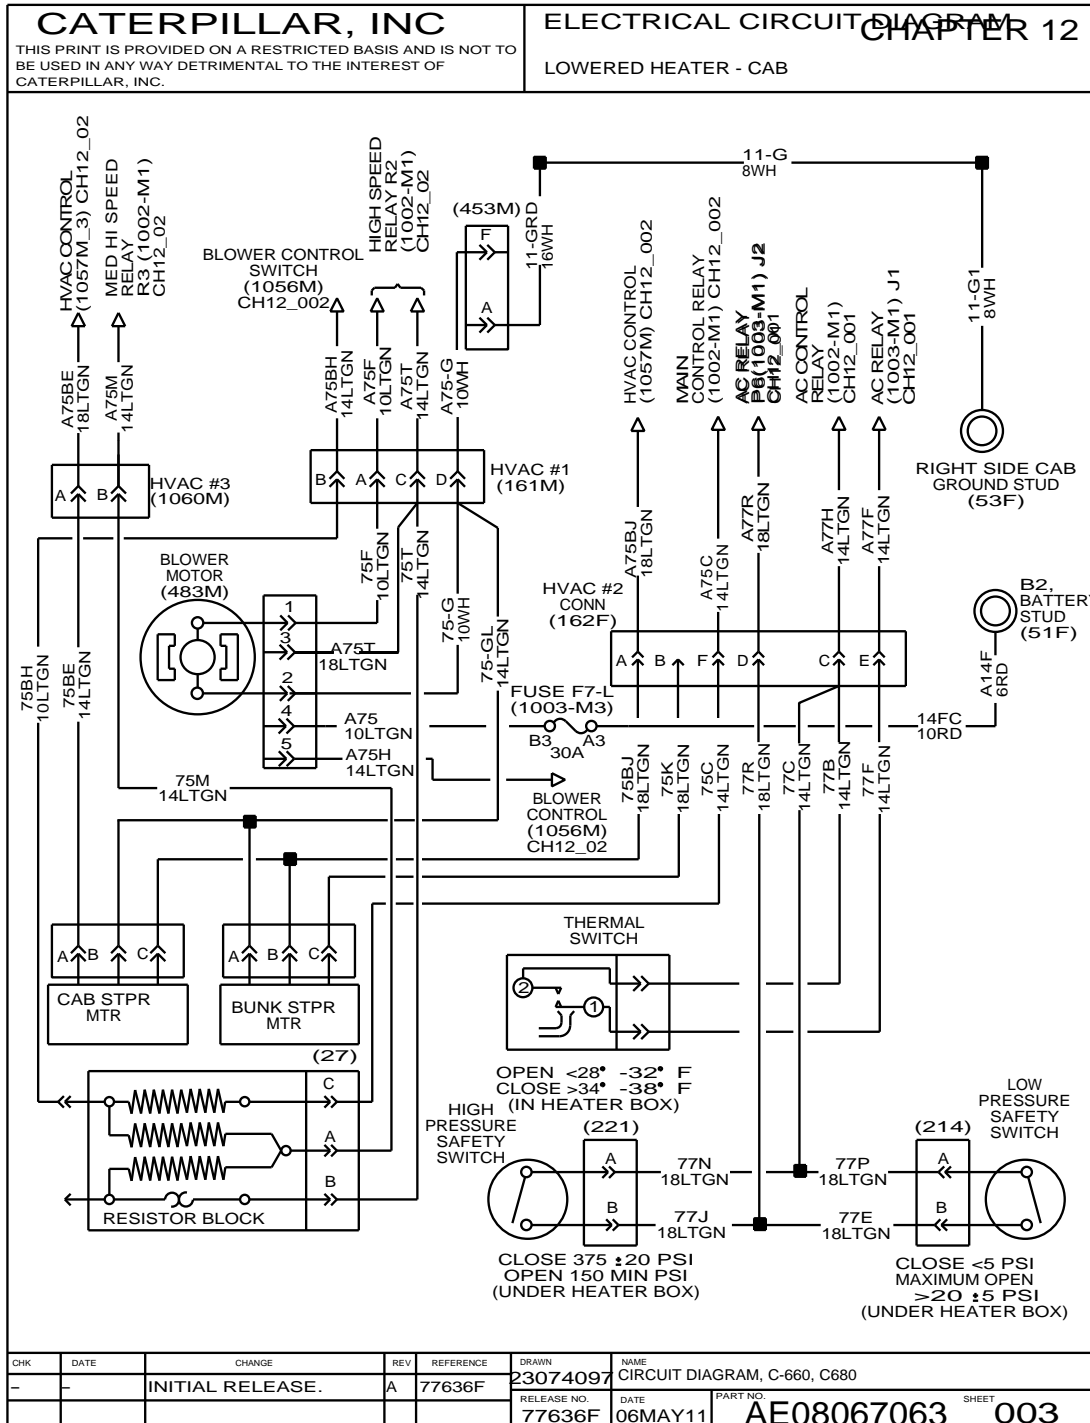 CATERPILLAR, INC
THIS PRINT IS PROVIDED ON A RESTRICTED BASIS AND IS NOT TO
BE USED IN ANY WAY DETRIMENTAL TO THE INTEREST OF
CATERPILLAR, INC.
ELECTRICAL CIRCUIT DIAGRAM
CHAPTER 12
LOWERED HEATER - CAB
HVAC CONTROL
(1057M_3) CH12_02
MED HI SPEED
RELAY
R3 (1002-M1)
CH12_02
BLOWER CONTROL
SWITCH
(1056M)
CH12_002
HIGH SPEED
RELAY R2
(1002-M1)
CH12_02
(453M)
F
A
11-GRD
16WH
11-G
8WH
HVAC CONTROL
(1057M) CH12_002
MAIN
CONTROL RELAY
(1002-M1) CH12_002
AC RELAY
(1003-M1) J2
CH12_001
AC CONTROL
RELAY
(1002-M1)
CH12_001
AC RELAY
(1003-M1) J1
CH12_001
11-G1
8WH
RIGHT SIDE CAB
GROUND STUD
(53F)
A75BE
18LTGN
A75M
14LTGN
A75BH
14LTGN
A75F
10LTGN
A75T
14LTGN
A75-G
10WH
A
B
HVAC #3
(1060M)
B
A
C
D
HVAC #1
(161M)
A75BJ
18LTGN
A75C
14LTGN
A77R
18LTGN
A77H
14LTGN
A77F
14LTGN
BLOWER
MOTOR
(483M)
75F
10LTGN
75T
14LTGN
75-G
10WH
75-GL
14LTGN
HVAC #2
CONN
(162F)
A
B
F
D
C
E
B2,
BATTERY
STUD
(51F)
A14F
6RD
1
3
2
4
5
A75T
18LTGN
A75
10LTGN
A75H
14LTGN
FUSE F7-L
(1003-M3)
B3
A3
30A
14FC
10RD
75BH
10LTGN
75BE
14LTGN
75M
14LTGN
BLOWER
CONTROL
(1056M)
CH12_02
75BJ
18LTGN
75K
18LTGN
75C
14LTGN
77R
18LTGN
77C
14LTGN
77B
14LTGN
77F
14LTGN
A
B
C
CAB STPR
MTR
A
B
C
BUNK STPR
MTR
THERMAL
SWITCH
2
1
OPEN <28° -32° F
CLOSE >34° -38° F
(IN HEATER BOX)
(27)
C
A
B
RESISTOR BLOCK
HIGH
PRESSURE
SAFETY
SWITCH
(221)
A
B
77N
18LTGN
77J
18LTGN
77P
18LTGN
77E
18LTGN
(214)
A
B
LOW
PRESSURE
SAFETY
SWITCH
CLOSE 375 ±20 PSI
OPEN 150 MIN PSI
(UNDER HEATER BOX)
CLOSE <5 PSI
MAXIMUM OPEN
>20 ±5 PSI
(UNDER HEATER BOX)
CHK DATE CHANGE REV REFERENCE
- - INITIAL RELEASE. A 77636F
DRAWN
23074097
NAME
CIRCUIT DIAGRAM, C-660, C680
RELEASE NO.
77636F
DATE
06MAY11
PART NO.
AE08067063
SHEET
003